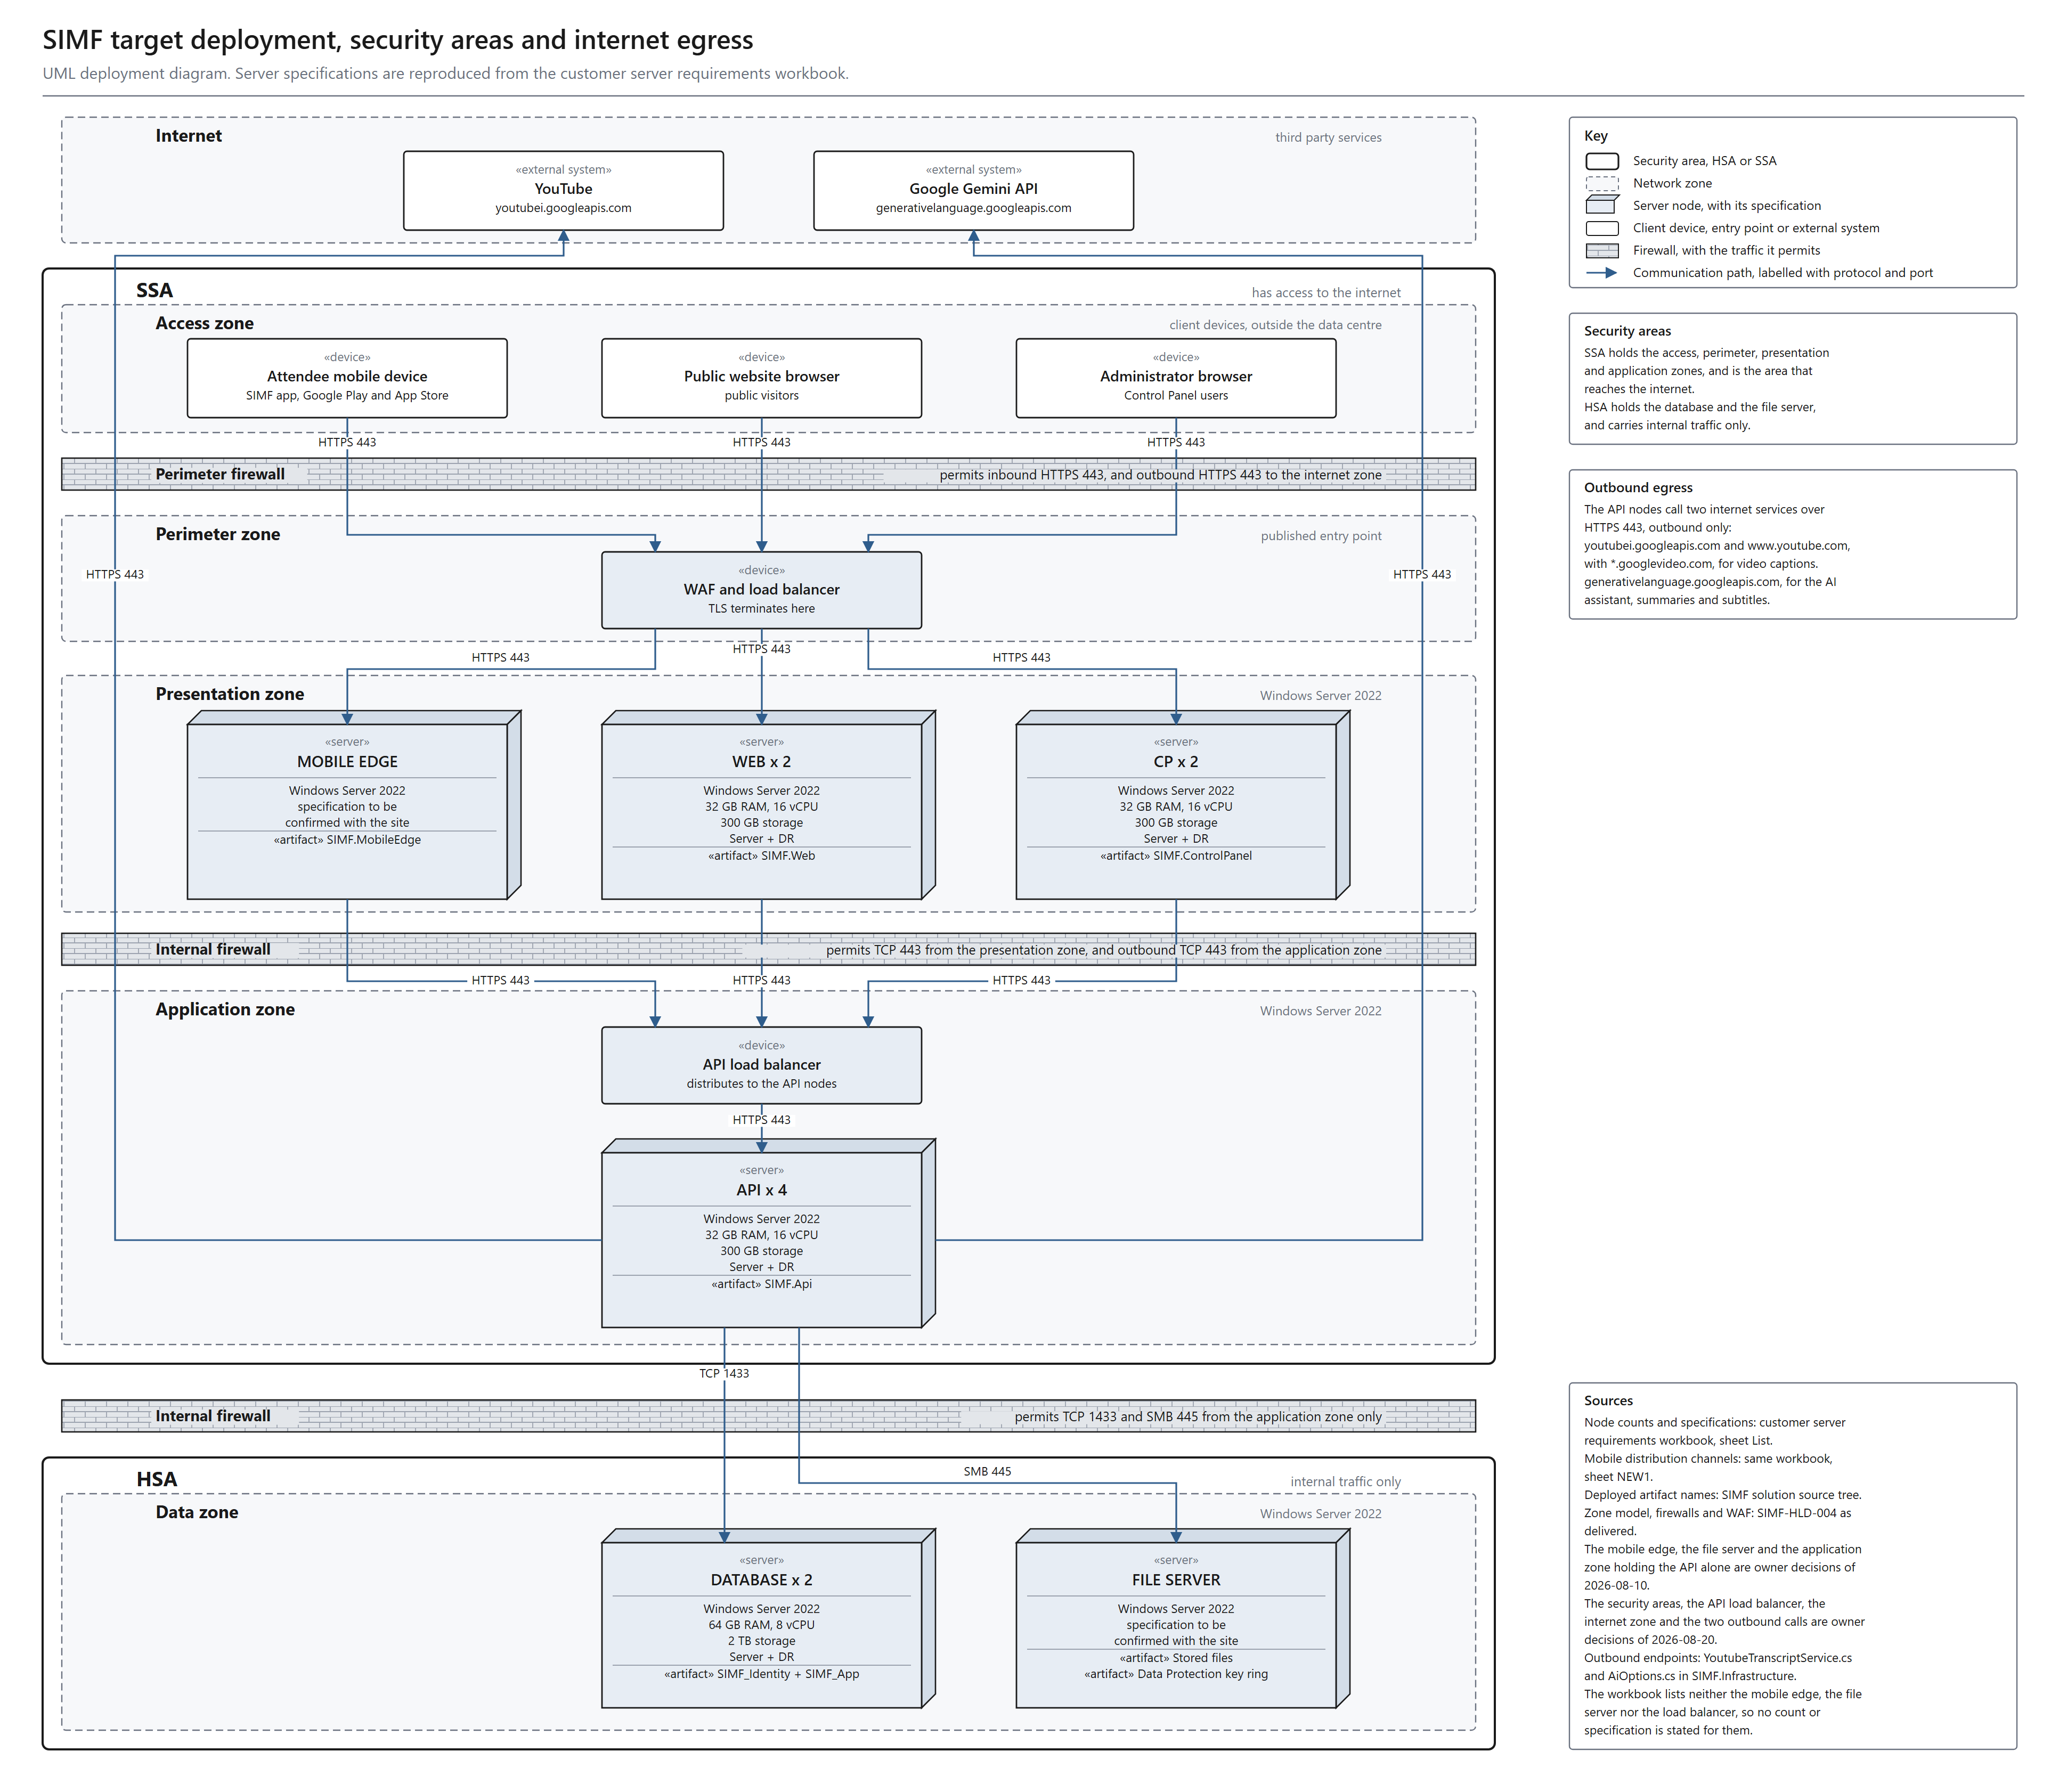 SIMF target deployment, security areas and internet egress
UML deployment diagram. Server specifications are reproduced from the customer server requirements workbook.
Internet
third party services
«external system»
YouTube
youtubei.googleapis.com
«external system»
Google Gemini API
generativelanguage.googleapis.com
SSA
has access to the internet
Access zone
client devices, outside the data centre
«device»
Attendee mobile device
SIMF app, Google Play and App Store
«device»
Public website browser
public visitors
«device»
Administrator browser
Control Panel users
HTTPS 443
HTTPS 443
HTTPS 443
Perimeter firewall
permits inbound HTTPS 443, and outbound HTTPS 443 to the internet zone
Perimeter zone
published entry point
HTTPS 443
«device»
WAF and load balancer
TLS terminates here
HTTPS 443
HTTPS 443
HTTPS 443
HTTPS 443
Presentation zone
Windows Server 2022
«server»
MOBILE EDGE
Windows Server 2022
specification to be
confirmed with the site
«artifact» SIMF.MobileEdge
«server»
WEB x 2
Windows Server 2022
32 GB RAM, 16 vCPU
300 GB storage
Server + DR
«artifact» SIMF.Web
«server»
CP x 2
Windows Server 2022
32 GB RAM, 16 vCPU
300 GB storage
Server + DR
«artifact» SIMF.ControlPanel
Internal firewall
permits TCP 443 from the presentation zone, and outbound TCP 443 from the application zone
HTTPS 443
HTTPS 443
HTTPS 443
Application zone
Windows Server 2022
«device»
API load balancer
distributes to the API nodes
HTTPS 443
«server»
API x 4
Windows Server 2022
32 GB RAM, 16 vCPU
300 GB storage
Server + DR
«artifact» SIMF.Api
TCP 1433
Internal firewall
permits TCP 1433 and SMB 445 from the application zone only
HSA
SMB 445
internal traffic only
Data zone
Windows Server 2022
«server»
DATABASE x 2
Windows Server 2022
64 GB RAM, 8 vCPU
2 TB storage
Server + DR
«artifact» SIMF_Identity + SIMF_App
«server»
FILE SERVER
Windows Server 2022
specification to be
confirmed with the site
«artifact» Stored files
«artifact» Data Protection key ring
Key
Security area, HSA or SSA
Network zone
Server node, with its specification
Client device, entry point or external system
Firewall, with the traffic it permits
Communication path, labelled with protocol and port
Security areas
SSA holds the access, perimeter, presentation
and application zones, and is the area that
reaches the internet.
HSA holds the database and the file server,
and carries internal traffic only.
Outbound egress
The API nodes call two internet services over
HTTPS 443, outbound only:
youtubei.googleapis.com and www.youtube.com,
with *.googlevideo.com, for video captions.
generativelanguage.googleapis.com, for the AI
assistant, summaries and subtitles.
Sources
Node counts and specifications: customer server
requirements workbook, sheet List.
Mobile distribution channels: same workbook,
sheet NEW1.
Deployed artifact names: SIMF solution source tree.
Zone model, firewalls and WAF: SIMF-HLD-004 as
delivered.
The mobile edge, the file server and the application
zone holding the API alone are owner decisions of
2026-08-10.
The security areas, the API load balancer, the
internet zone and the two outbound calls are owner
decisions of 2026-08-20.
Outbound endpoints: YoutubeTranscriptService.cs
and AiOptions.cs in SIMF.Infrastructure.
The workbook lists neither the mobile edge, the file
server nor the load balancer, so no count or
specification is stated for them.